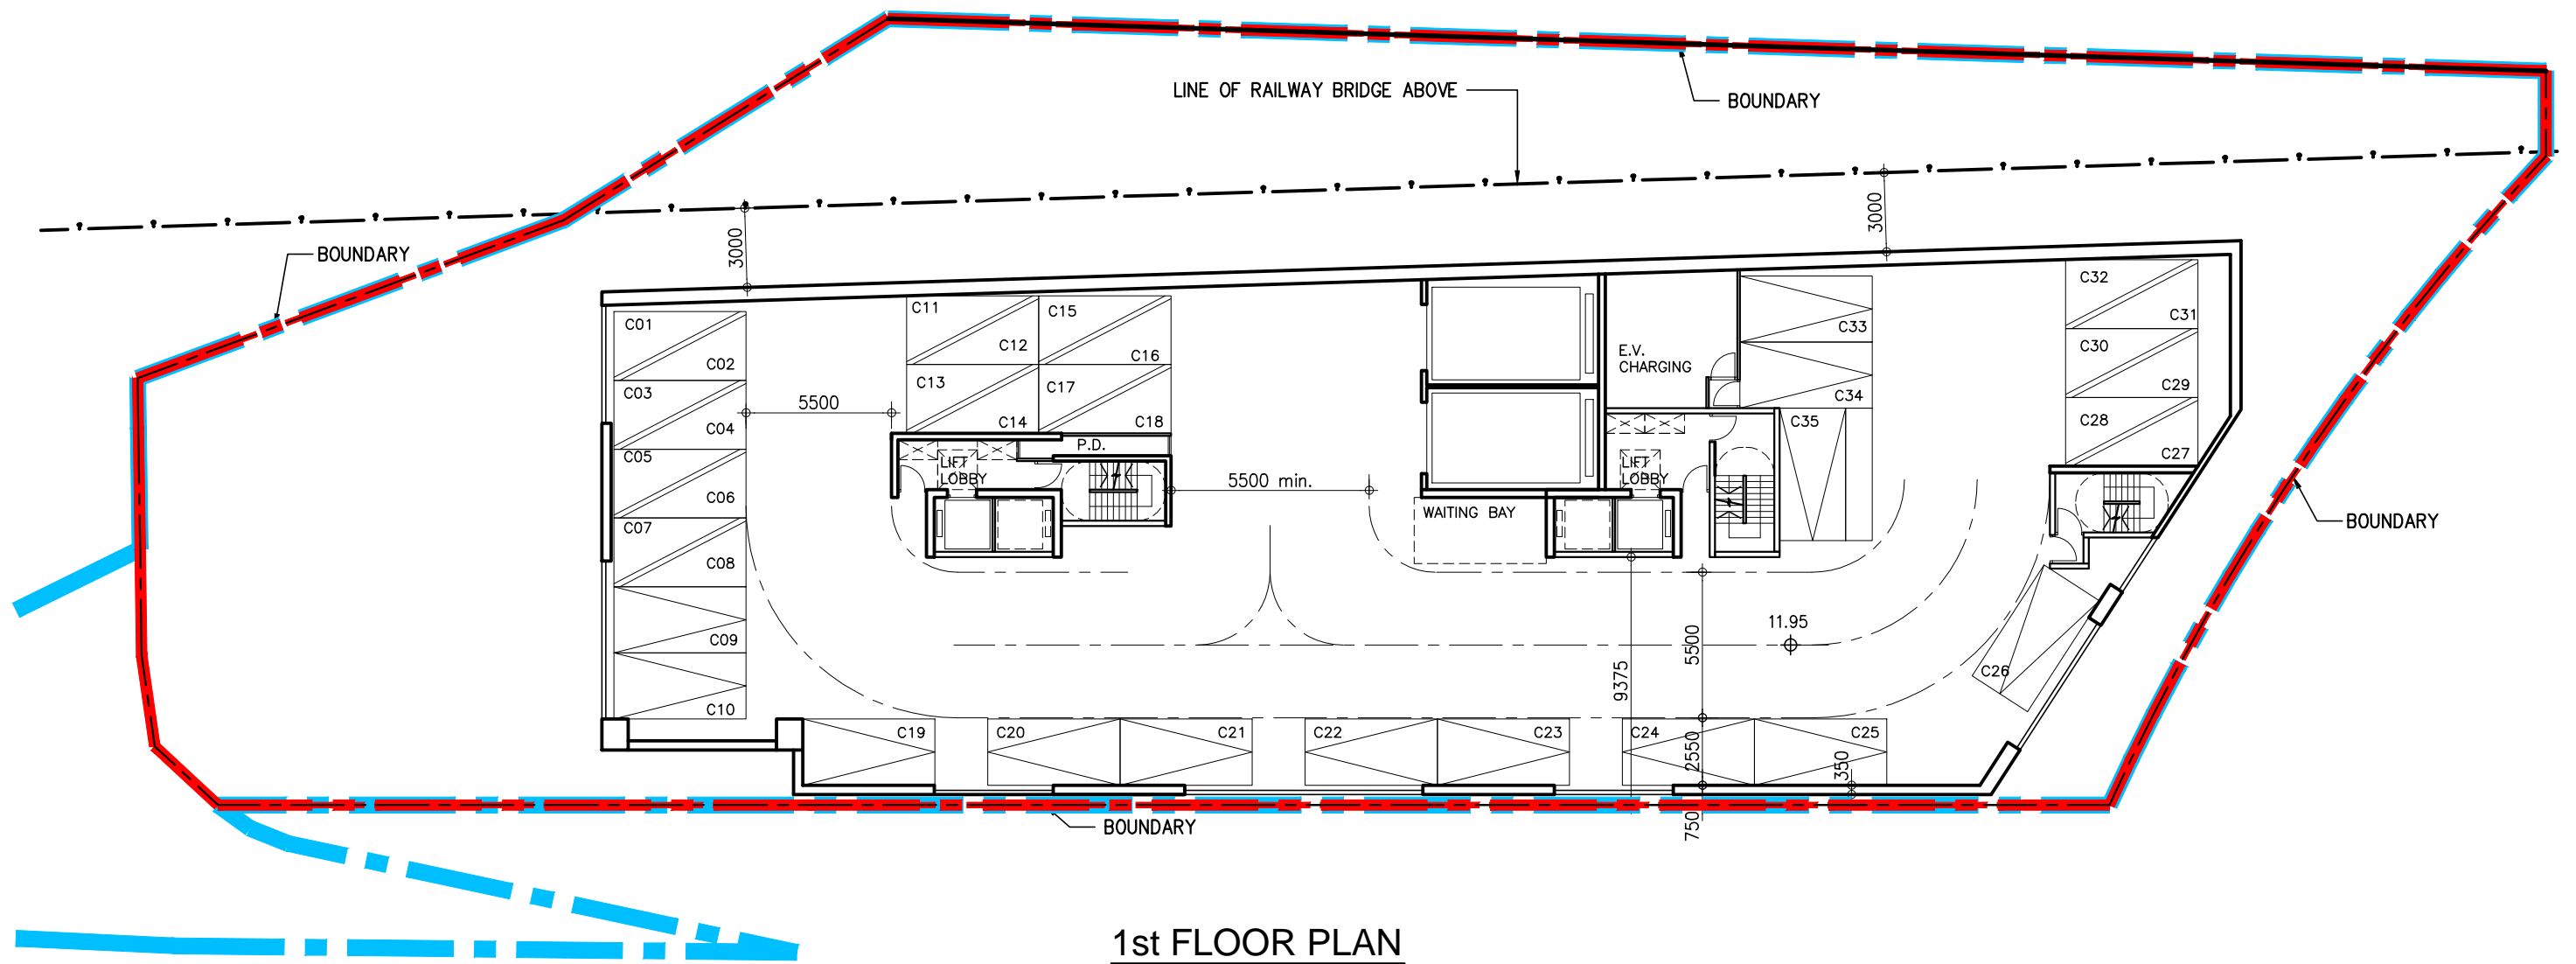 LINE OF RAILWAY BRIDGE ABOVE
BOUNDARY
BOUNDARY
3000
3000
C01
C02
C03
C04
C05
C06
C07
C08
C09
C10
5500
C11
C12
C13
C14
C15
C16
C17
C18
P.D.
LIFT
LOBBY
5500 min.
WAITING BAY
E.V.
CHARGING
LIFT
LOBBY
C33
C34
C35
C32
C31
C30
C29
C28
C27
BOUNDARY
C26
11.95
5500
9375
2550
350
750
C19
C20
C21
C22
C23
C24
C25
BOUNDARY
1st FLOOR PLAN